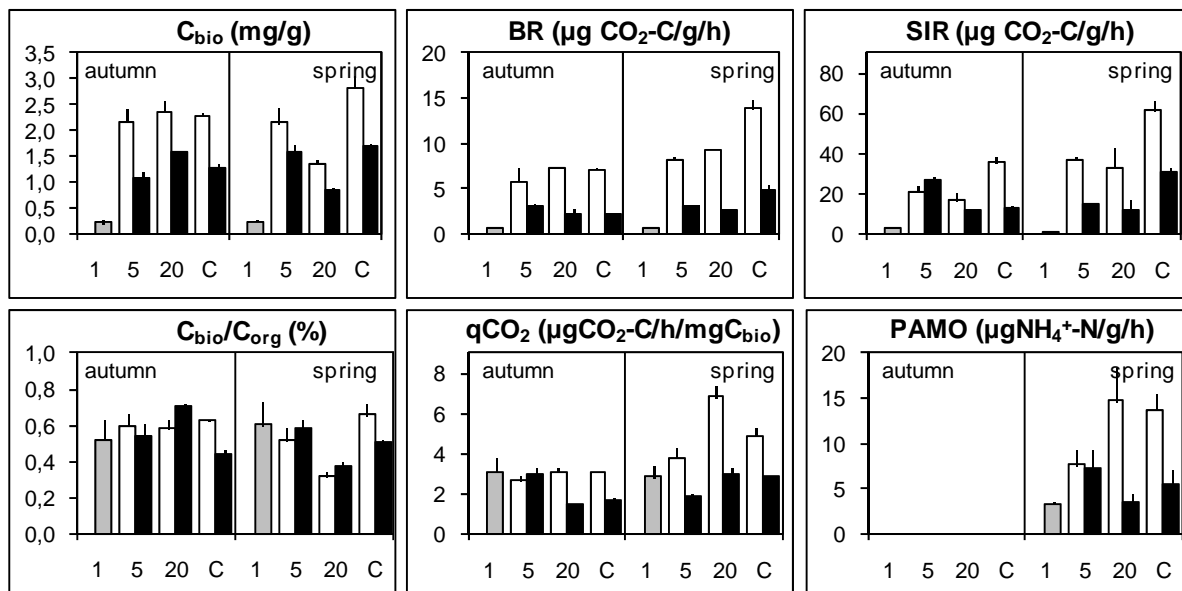 C_bio (mg/g)
3,5
3,0
2,5
2,0
1,5
1,0
0,5
0,0
autumn spring
1 5 20 C 1 5 20 C
BR (µg CO₂-C/g/h)
20
15
10
5
0
autumn spring
1 5 20 C 1 5 20 C
SIR (µg CO₂-C/g/h)
80
60
40
20
0
autumn spring
1 5 20 C 1 5 20 C
C_bio/C_org (%)
1,0
0,8
0,6
0,4
0,2
0,0
autumn spring
1 5 20 C 1 5 20 C
qCO₂ (µgCO₂-C/h/mgC_bio)
8
6
4
2
0
autumn spring
1 5 20 C 1 5 20 C
PAMO (µgNH₄⁺-N/g/h)
20
15
10
5
0
autumn spring
1 5 20 C 1 5 20 C